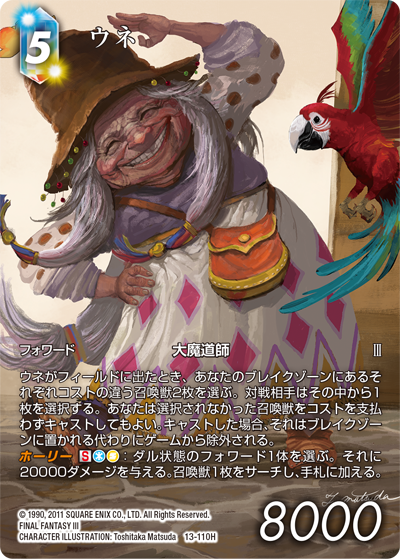 5
ウネ
フォワード 大魔道師 III
ウネがフィールドに出たとき、あなたのブレイクゾーンにあるそ
れぞれコストの違う召喚獣2枚を選ぶ。対戦相手はその中から1
枚を選択する。あなたは選択されなかった召喚獣をコストを支払
わずキャストしてもよい。キャストした場合、それはブレイクゾー
ンに置かれる代わりにゲームから除外される。
ホーリー S : ダル状態のフォワード1体を選ぶ。それに
20000ダメージを与える。召喚獣1枚をサーチし、手札に加える。
© 1990, 2011 SQUARE ENIX CO., LTD. All Rights Reserved.
FINAL FANTASY III
CHARACTER ILLUSTRATION: Toshitaka Matsuda 13-110H
8000